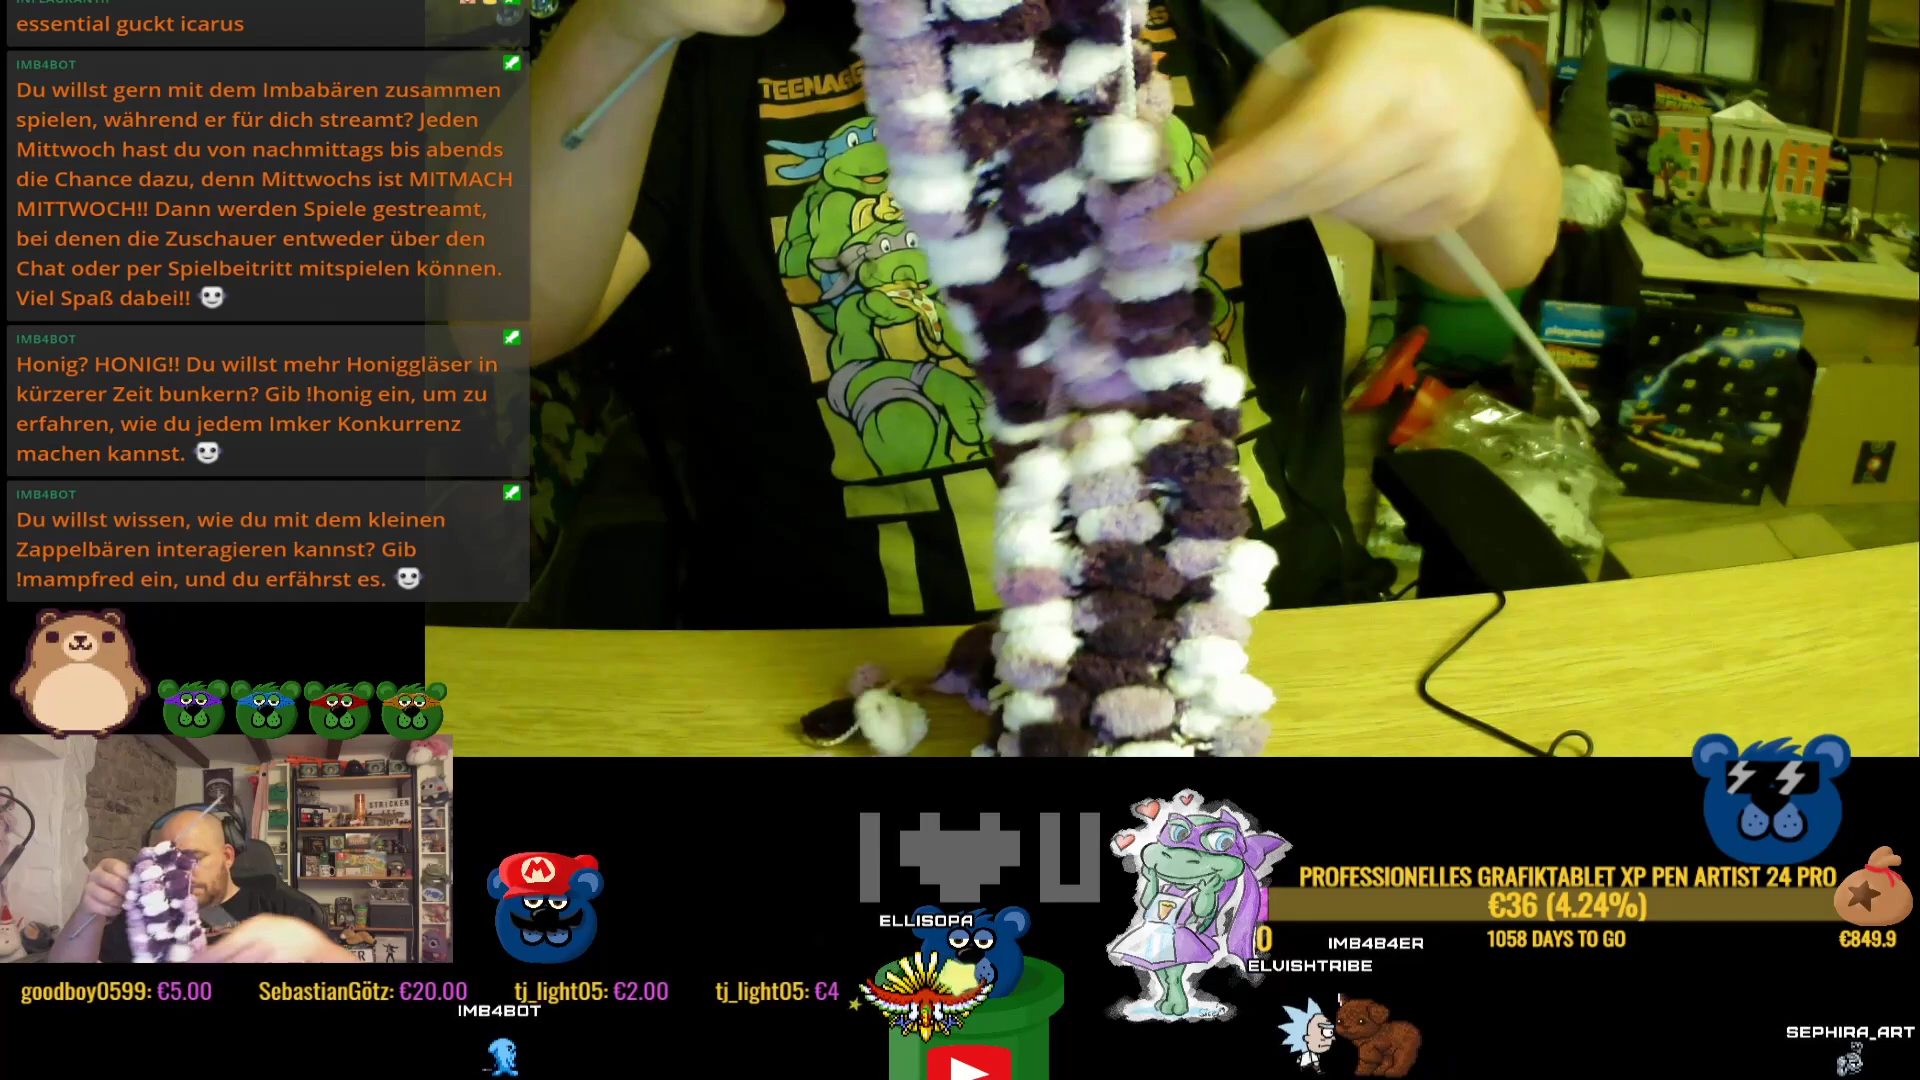 essential guckt icarus
IMB4BOT
Du willst gern mit dem Imbabären zusammen
spielen, während er für dich streamt? Jeden
Mittwoch hast du von nachmittags bis abends
die Chance dazu, denn Mittwochs ist MITMACH
MITTWOCH!! Dann werden Spiele gestreamt,
bei denen die Zuschauer entweder über den
Chat oder per Spielbeitritt mitspielen können.
Viel Spaß dabei!!
IMB4BOT
Honig? HONIG!! Du willst mehr Honiggläser in
kürzerer Zeit bunkern? Gib !honig ein, um zu
erfahren, wie du jedem Imker Konkurrenz
machen kannst.
IMB4BOT
Du willst wissen, wie du mit dem kleinen
Zappelbären interagieren kannst? Gib
!mampfred ein, und du erfährst es.
TEENAGE
playmobil
STRICKEN
M
I U
PROFESSIONELLES GRAFIKTABLET XP PEN ARTIST 24 PRO
€36 (4.24%)
0
1058 DAYS TO GO
€849.9
ELLISOPA
IMB4B4ER
ELVISHTRIBE
goodboy0599: €5.00
SebastianGötz: €20.00
tj_light05: €2.00
tj_light05: €4
IMB4BOT
SEPHIRA_ART